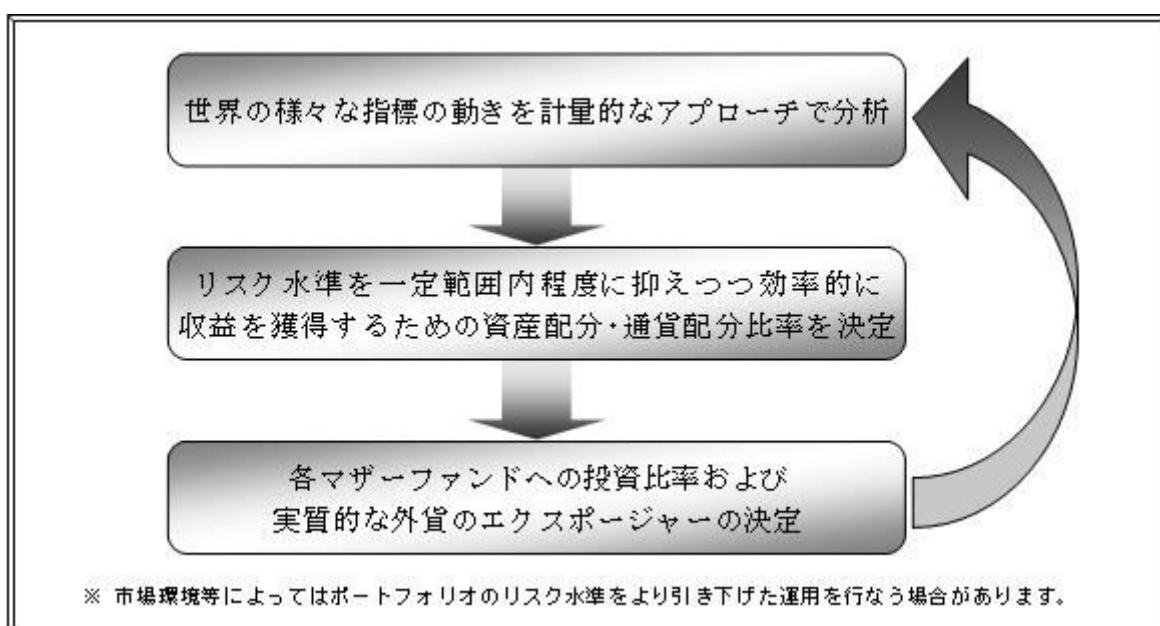 世界の様々な指標の動きを計量的なアプローチで分析
リスク水準を一定範囲内程度に抑えつつ効率的に
収益を獲得するための資産配分・通貨配分比率を決定
各マザーファンドへの投資比率および
実質的な外貨のエクスポージャーの決定
※ 市場環境等によってはポートフォリオのリスク水準をより引き下げた運用を行なう場合があります。